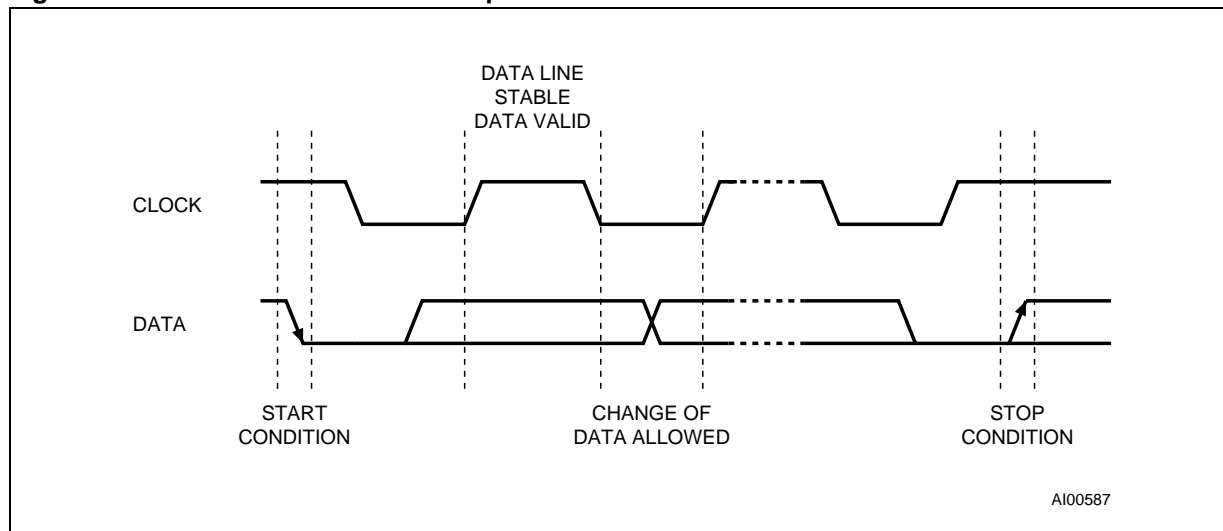 DATA LINE
STABLE
DATA VALID
CLOCK
DATA
START
CONDITION
CHANGE OF
DATA ALLOWED
STOP
CONDITION
AI00587